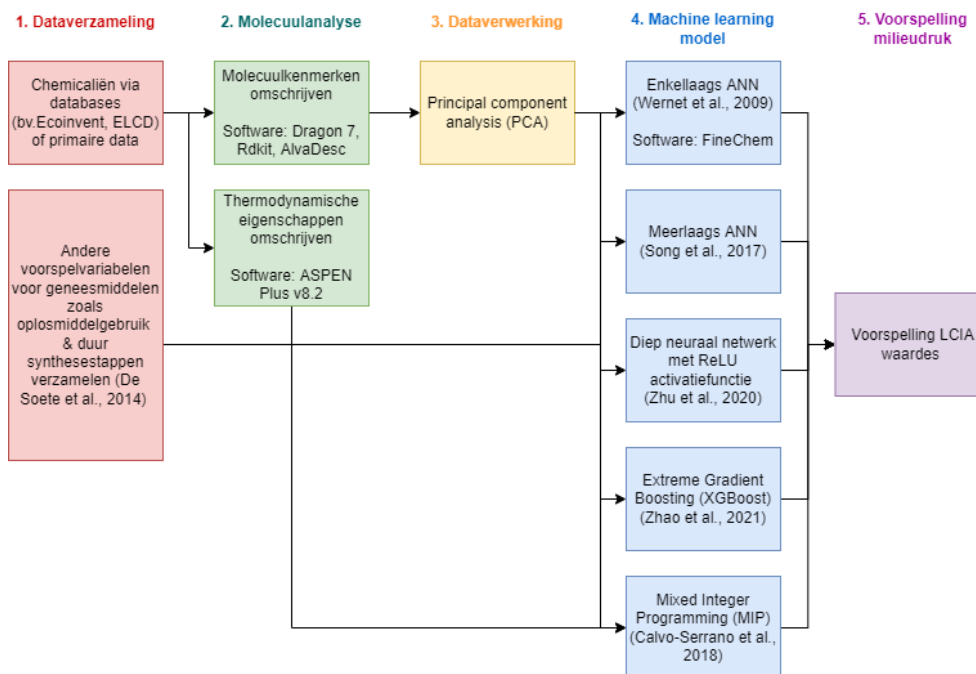 1. Dataverzameling
2. Molecuulanalyse
3. Dataverwerking
4. Machine learning
model
5. Voorspelling
milieudruk
Chemicaliën via
databases
(bv.Ecoinvent, ELCD)
of primaire data
Molecuulkenmerken
omschrijven
Software: Dragon 7,
Rdkit, AlvaDesc
Principal component
analysis (PCA)
Enkellaags ANN
(Wernet et al., 2009)
Software: FineChem
Andere
voorspelvariabelen
voor geneesmiddelen
zoals
oplosmiddelgebruik
& duur
synthesestappen
verzamelen (De
Soete et al., 2014)
Thermodynamische
eigenschappen
omschrijven
Software: ASPEN
Plus v8.2
Meerlaags ANN
(Song et al., 2017)
Diep neuraal netwerk
met ReLU
activatiefunctie
(Zhu et al., 2020)
Extreme Gradient
Boosting (XGBoost)
(Zhao et al., 2021)
Mixed Integer
Programming (MIP)
(Calvo-Serrano et al.,
2018)
Voorspelling LCIA
waardes